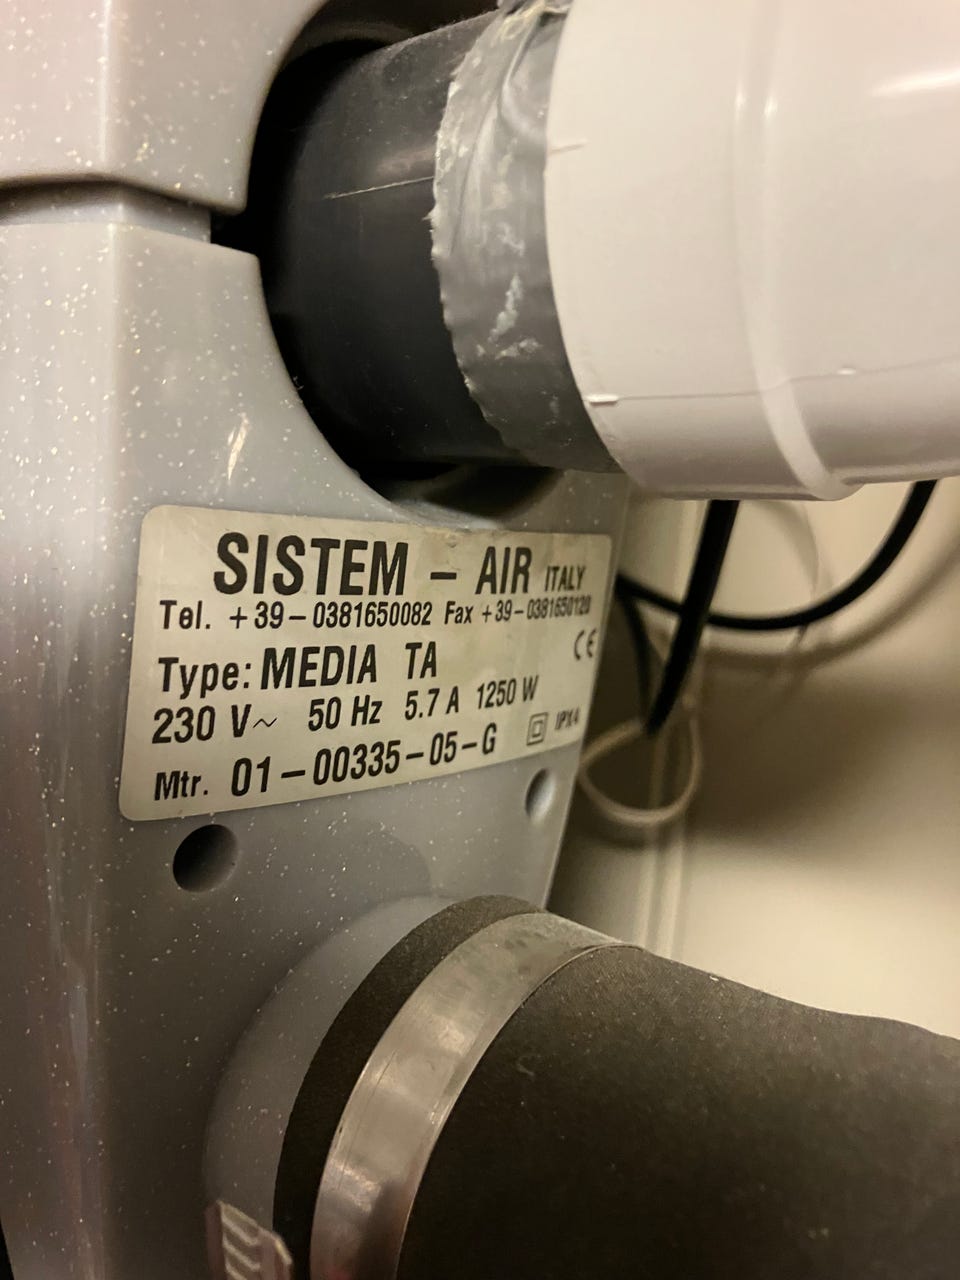 SISTEM - AIR ITALY
Tel. +39-0381650082 Fax +39-0381650120
CE
Type: MEDIA TA
230 V~ 50 Hz 5.7 A 1250 W
Mtr. 01-00335-05-G IPX4